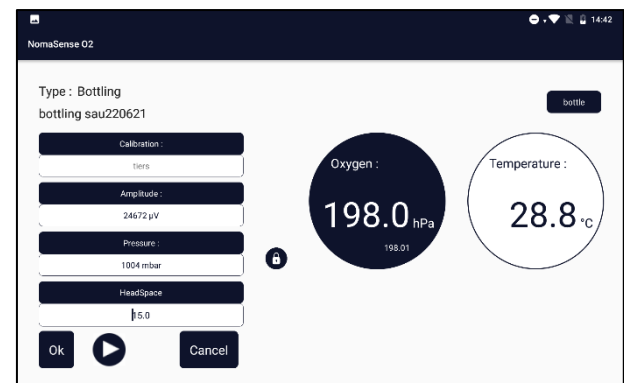 14:42
NomaSense O2
Type : Bottling
bottling sau220621
bottle
Calibration :
tiers
Amplitude :
24672 µV
Pressure :
1004 mbar
HeadSpace
15.0
Ok
Cancel
Oxygen :
198.0 hPa
198.01
Temperature :
28.8 °C